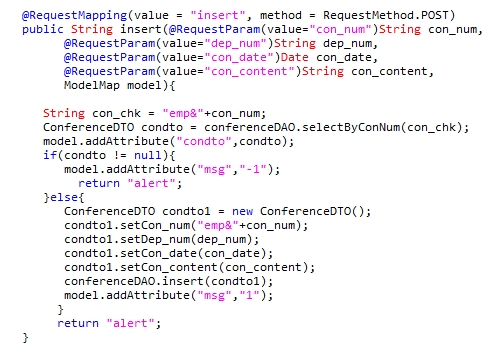 @RequestMapping(value = "insert", method = RequestMethod.POST)
public String insert(@RequestParam(value="con_num")String con_num,
@RequestParam(value="dep_num")String dep_num,
@RequestParam(value="con_date")Date con_date,
@RequestParam(value="con_content")String con_content,
ModelMap model){
String con_chk = "emp&"+con_num;
ConferenceDTO condto = conferenceDAO.selectByConNum(con_chk);
model.addAttribute("condto",condto);
if(condto != null){
model.addAttribute("msg","-1");
return "alert";
}else{
ConferenceDTO condto1 = new ConferenceDTO();
condto1.setCon_num("emp&"+con_num);
condto1.setDep_num(dep_num);
condto1.setCon_date(con_date);
condto1.setCon_content(con_content);
conferenceDAO.insert(condto1);
model.addAttribute("msg","1");
}
return "alert";
}